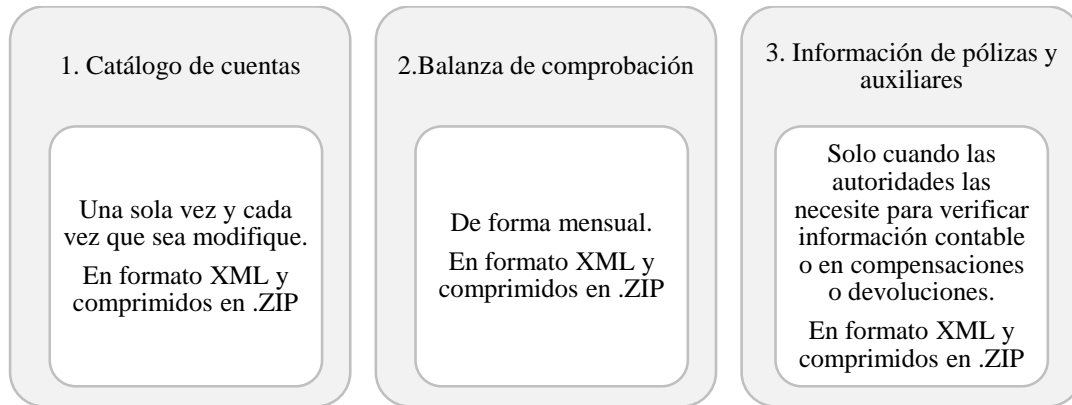 1. Catálogo de cuentas
Una sola vez y cada
vez que sea modifique.
En formato XML y
comprimidos en .ZIP
2.Balanza de comprobación
De forma mensual.
En formato XML y
comprimidos en .ZIP
3. Información de pólizas y
auxiliares
Solo cuando las
autoridades las
necesite para verificar
información contable
o en compensaciones
o devoluciones.
En formato XML y
comprimidos en .ZIP